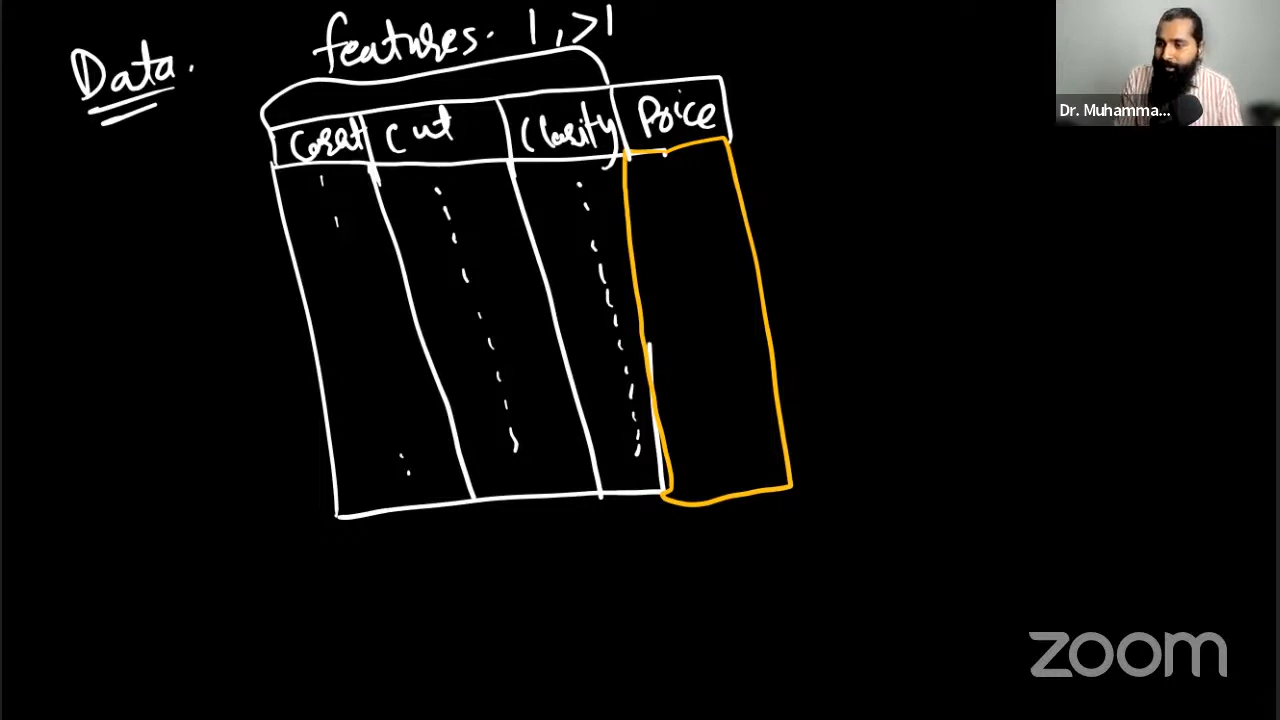 features. 1, >1
Data.
Carat Cut Clarity Price
Dr. Muhamma...
zoom